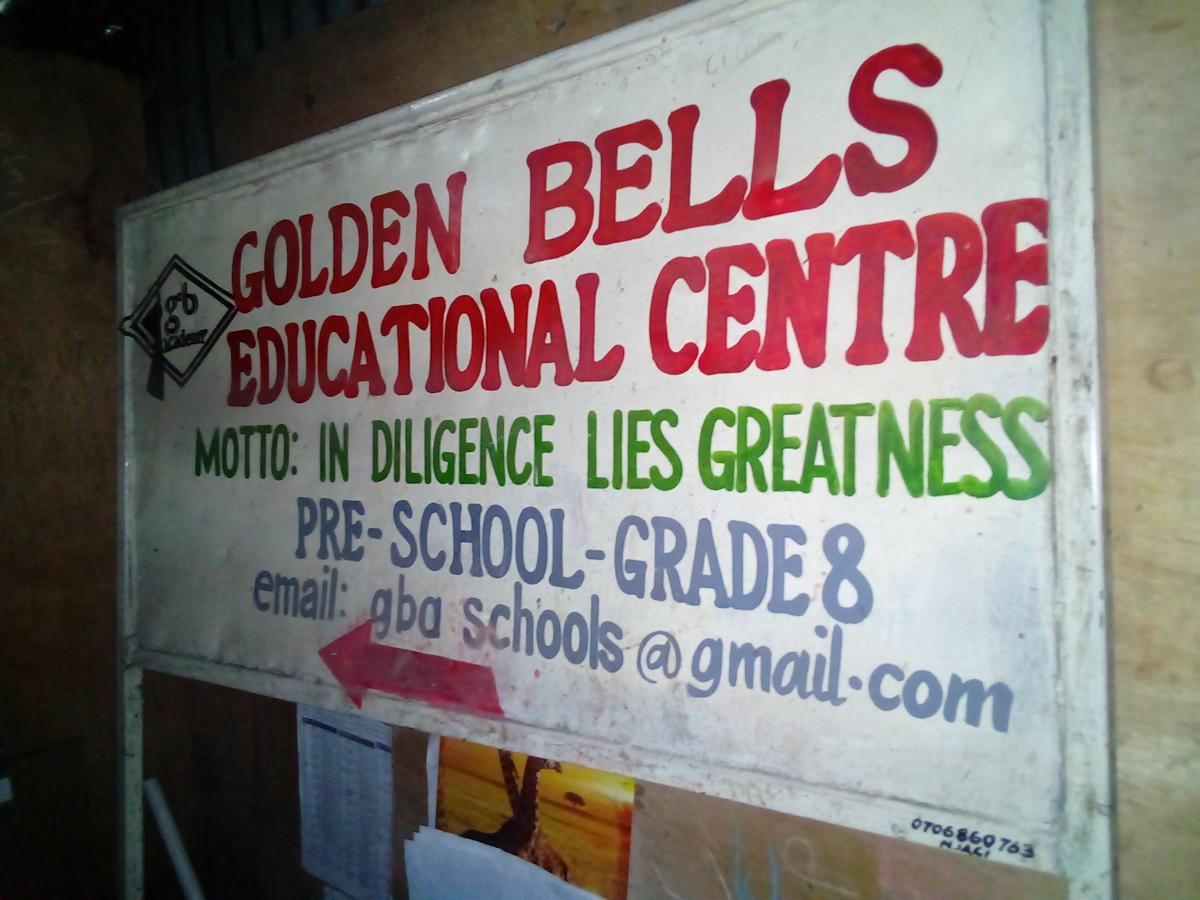 GOLDEN BELLS
gb
academy
EDUCATIONAL CENTRE
MOTTO: IN DILIGENCE LIES GREATNESS
PRE-SCHOOL-GRADE 8
email: gba schools@gmail.com
0706860763
NJAGI